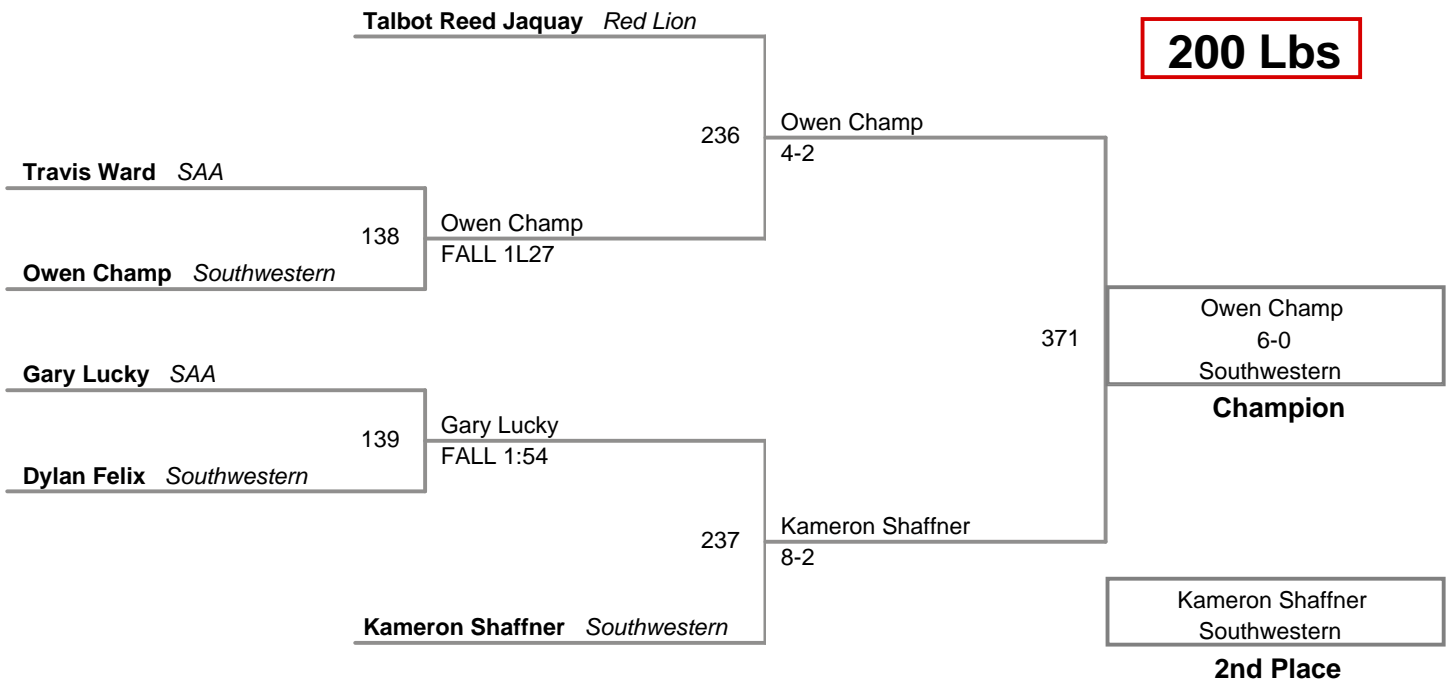 Talbot Reed Jaquay Red Lion
200 Lbs
236
Owen Champ
4-2
Travis Ward SAA
138
Owen Champ
FALL 1L27
Owen Champ Southwestern
371
Owen Champ
6-0
Southwestern
Champion
Gary Lucky SAA
139
Gary Lucky
FALL 1:54
Dylan Felix Southwestern
237
Kameron Shaffner
8-2
Kameron Shaffner Southwestern
Kameron Shaffner
Southwestern
2nd Place